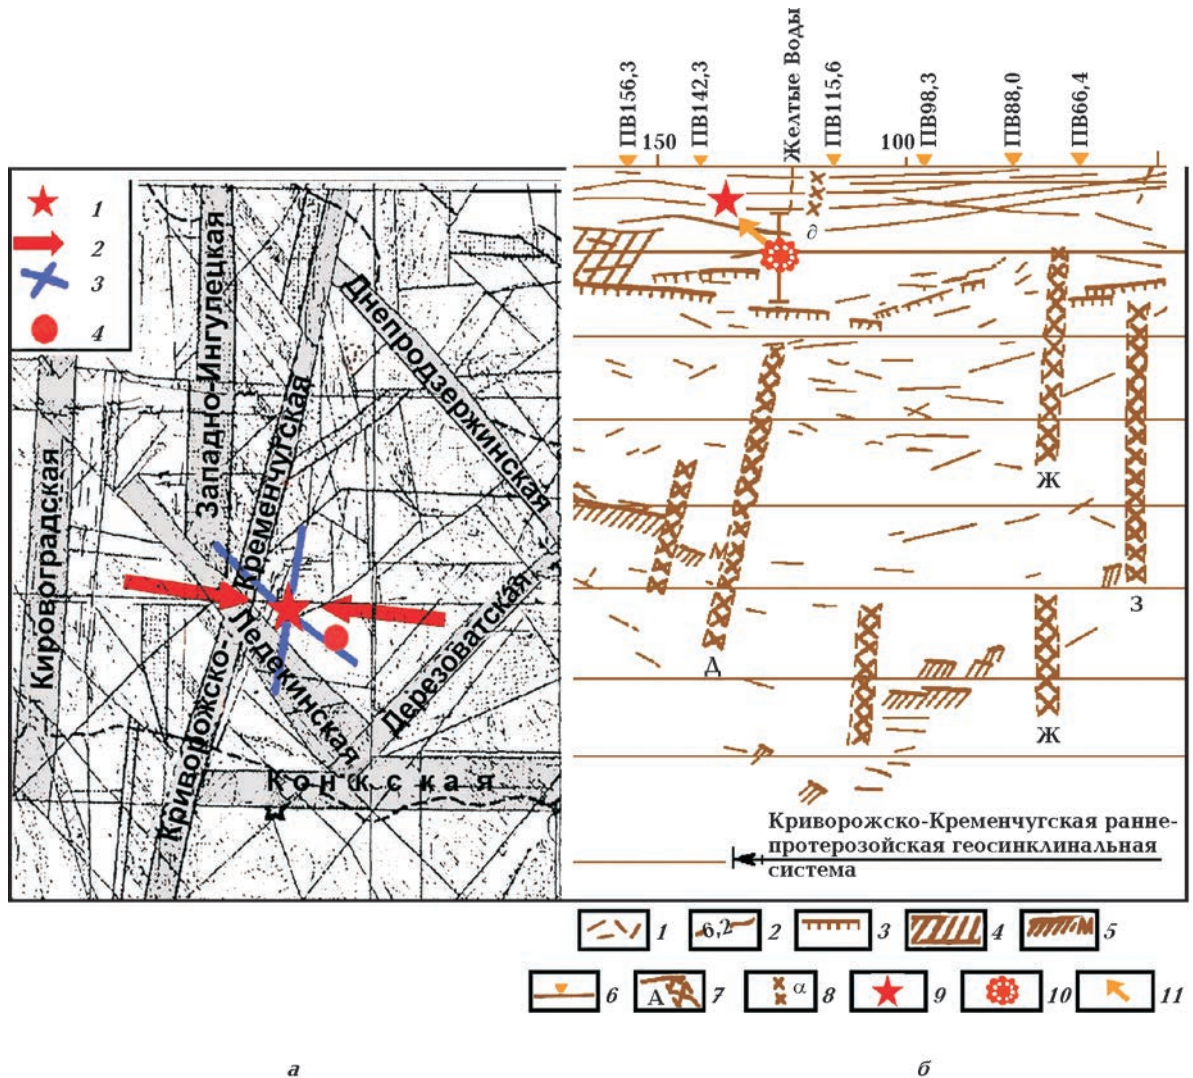 ПВ156,3
ПВ142,3
Желтые Воды
ПВ115,6
ПВ98,3
ПВ88,0
ПВ66,4
150
100
1
2
3
4
Кировоградская
Западно-Ингулецкая
Криворожско-Кременчугская
Днепродзержинская
Дерезоватская
Конкская
д
М
Д
Ж
З
Ж
Криворожско-Кременчугская ранне-
протерозойская геосинклинальная
система
1
6,2
2
3
4
М
5
6
А
7
α
8
9
10
11
а
б